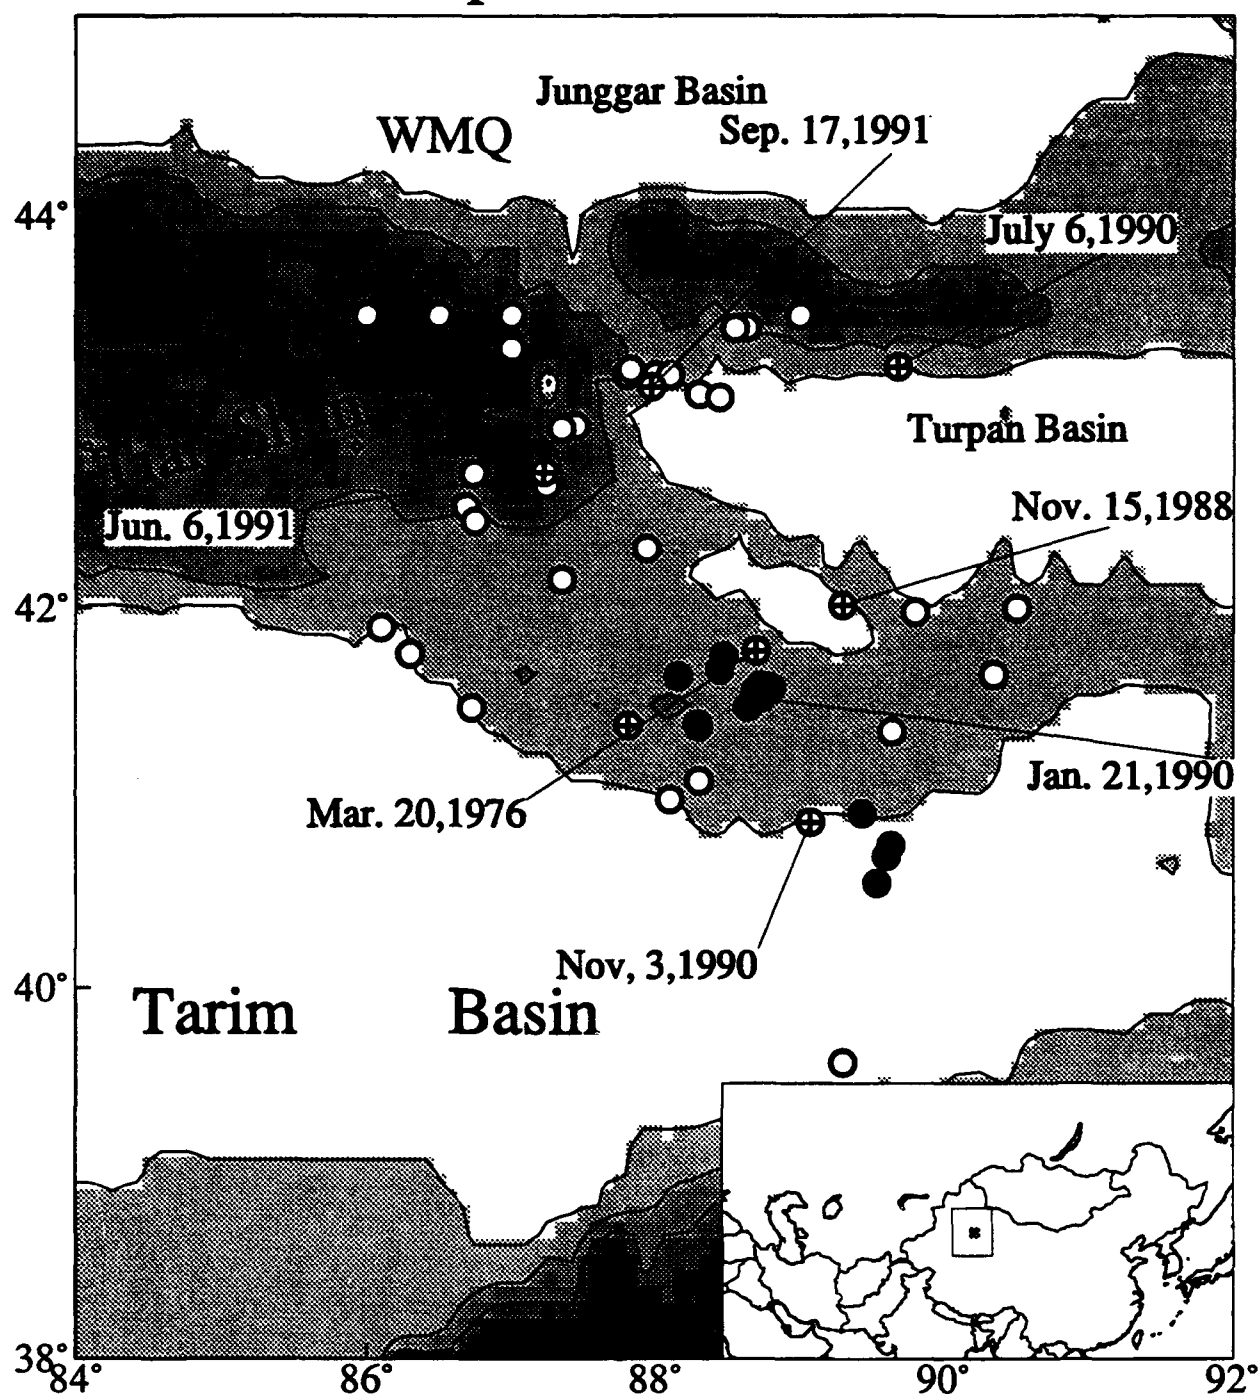 Junggar Basin
WMQ
Sep. 17,1991
44°
July 6,1990
Turpan Basin
Nov. 15,1988
Jun. 6,1991
42°
Jan. 21,1990
Mar. 20,1976
Nov, 3,1990
40°
Tarim Basin
38°
84° 86° 88° 90° 92°